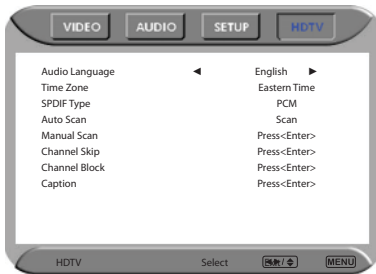 VIDEO AUDIO SETUP HDTV
Audio Language ◄ English ►
Time Zone Eastern Time
SPDIF Type PCM
Auto Scan Scan
Manual Scan Press<Enter>
Channel Skip Press<Enter>
Channel Block Press<Enter>
Caption Press<Enter>
HDTV Select MENU